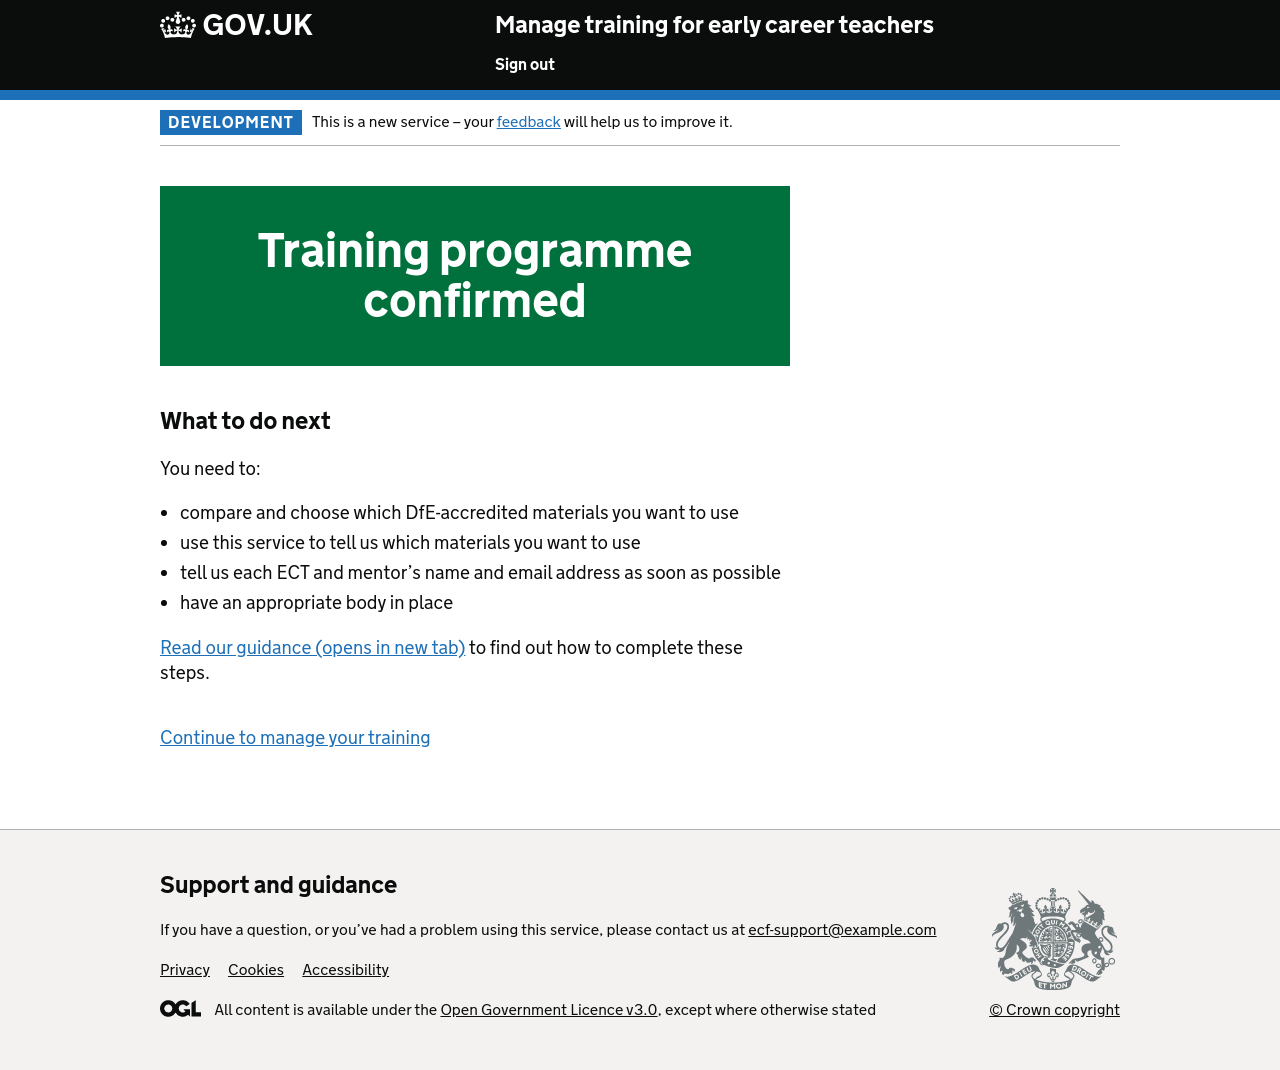 GOV.UK
Manage training for early career teachers
Sign out
DEVELOPMENT This is a new service – your feedback will help us to improve it.
Training programme
confirmed
What to do next
You need to:
compare and choose which DfE-accredited materials you want to use
use this service to tell us which materials you want to use
tell us each ECT and mentor’s name and email address as soon as possible
have an appropriate body in place
Read our guidance (opens in new tab) to find out how to complete these
steps.
Continue to manage your training
Support and guidance
If you have a question, or you’ve had a problem using this service, please contact us at ecf-support@example.com
Privacy Cookies Accessibility
OGL All content is available under the Open Government Licence v3.0, except where otherwise stated
© Crown copyright